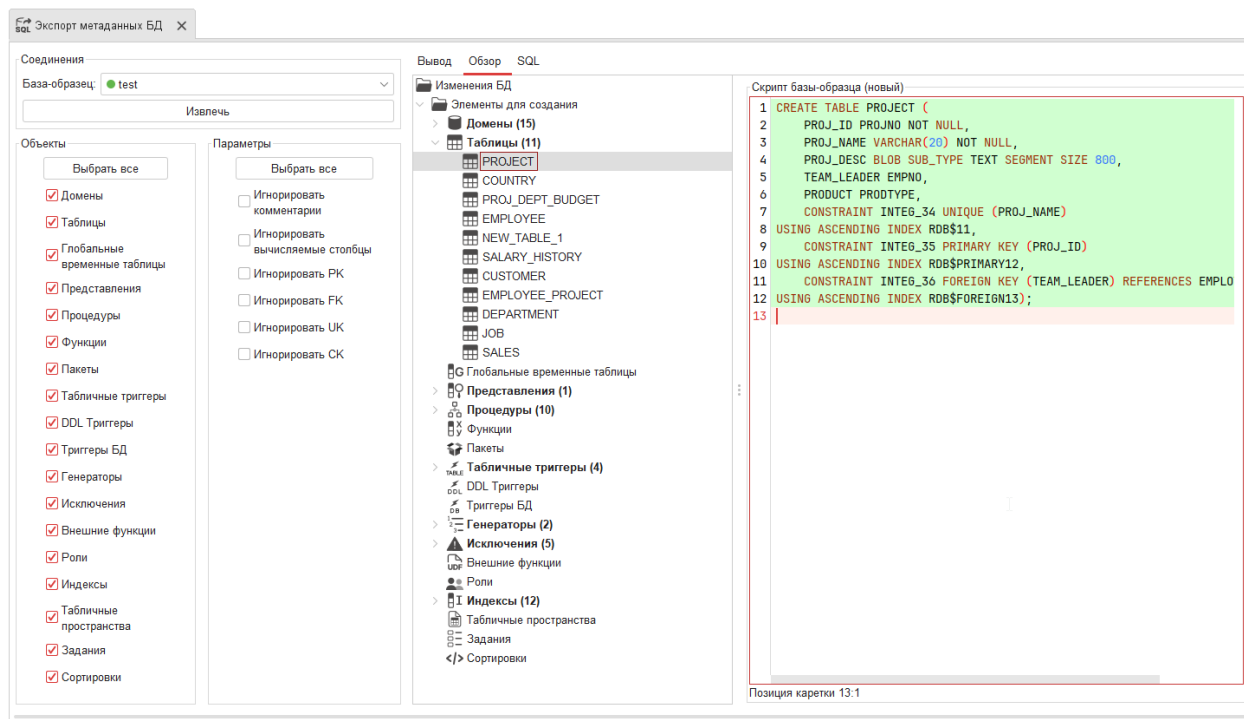 SQL Экспорт метаданных БД
Соединения
База-образец: test
Извлечь
Объекты
Выбрать все
Домены
Таблицы
Глобальные
временные таблицы
Представления
Процедуры
Функции
Пакеты
Табличные триггеры
DDL Триггеры
Триггеры БД
Генераторы
Исключения
Внешние функции
Роли
Индексы
Табличные
пространства
Задания
Сортировки
Параметры
Выбрать все
Игнорировать
комментарии
Игнорировать
вычисляемые столбцы
Игнорировать PK
Игнорировать FK
Игнорировать UK
Игнорировать CK
Вывод Обзор SQL
Изменения БД
Элементы для создания
Домены (15)
Таблицы (11)
PROJECT
COUNTRY
PROJ_DEPT_BUDGET
EMPLOYEE
NEW_TABLE_1
SALARY_HISTORY
CUSTOMER
EMPLOYEE_PROJECT
DEPARTMENT
JOB
SALES
G Глобальные временные таблицы
Представления (1)
Процедуры (10)
Функции
Пакеты
TABLE Табличные триггеры (4)
DDL DDL Триггеры
DB Триггеры БД
Генераторы (2)
Исключения (5)
UDF Внешние функции
Роли
I Индексы (12)
Табличные пространства
Задания
</> Сортировки
Скрипт базы-образца (новый)
1 CREATE TABLE PROJECT (
2 PROJ_ID PROJNO NOT NULL,
3 PROJ_NAME VARCHAR(20) NOT NULL,
4 PROJ_DESC BLOB SUB_TYPE TEXT SEGMENT SIZE 800,
5 TEAM_LEADER EMPNO,
6 PRODUCT PRODTYPE,
7 CONSTRAINT INTEG_34 UNIQUE (PROJ_NAME)
8 USING ASCENDING INDEX RDB$11,
9 CONSTRAINT INTEG_35 PRIMARY KEY (PROJ_ID)
10 USING ASCENDING INDEX RDB$PRIMARY12,
11 CONSTRAINT INTEG_36 FOREIGN KEY (TEAM_LEADER) REFERENCES EMPLO
12 USING ASCENDING INDEX RDB$FOREIGN13);
13
Позиция каретки 13:1